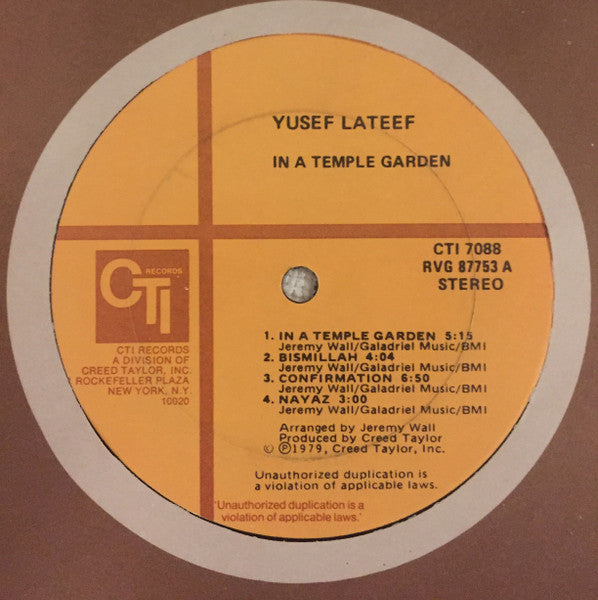 YUSEF LATEEF
IN A TEMPLE GARDEN
CTI 7088
RVG 87753 A
STEREO
CTI RECORDS
CTI RECORDS
A DIVISION OF
CREED TAYLOR, INC.
ROCKEFELLER PLAZA
NEW YORK, N.Y.
10020
1. IN A TEMPLE GARDEN 5:15
Jeremy Wall/Galadriel Music/BMI
2. BISMILLAH 4:04
Jeremy Wall/Galadriel Music/BMI
3. CONFIRMATION 6:50
Jeremy Wall/Galadriel Music/BMI
4. NAYAZ 3:00
Jeremy Wall/Galadriel Music/BMI
Arranged by Jeremy Wall
Produced by Creed Taylor
© ℗1979, Creed Taylor, Inc.
Unauthorized duplication is
a violation of applicable laws.
'Unauthorized duplication is a
violation of applicable laws.'